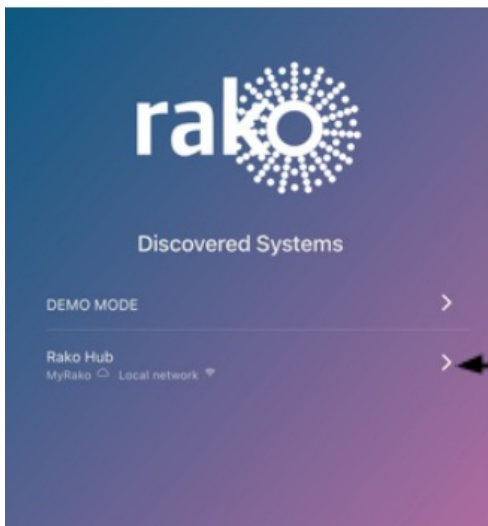 rako
Discovered Systems
DEMO MODE
Rako Hub
MyRako Local network